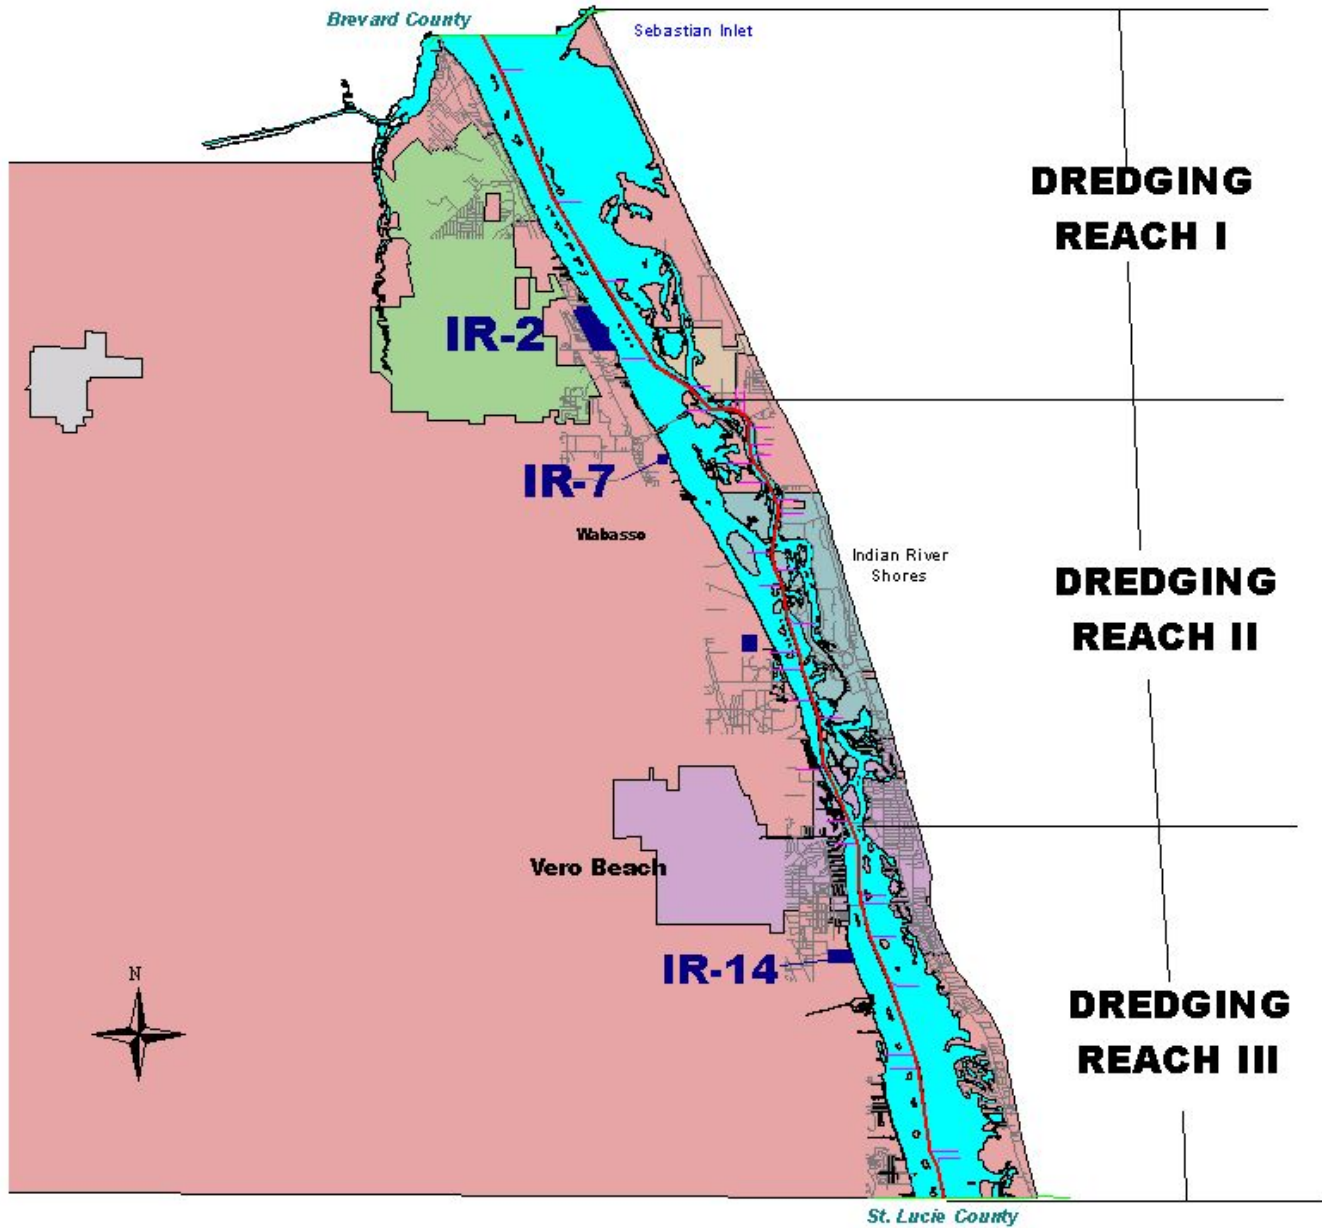 Brevard County
Sebastian Inlet
DREDGING
REACH I
IR-2
IR-7
Wabasso
Indian River
Shores
DREDGING
REACH II
Vero Beach
IR-14
N
DREDGING
REACH III
St. Lucie County